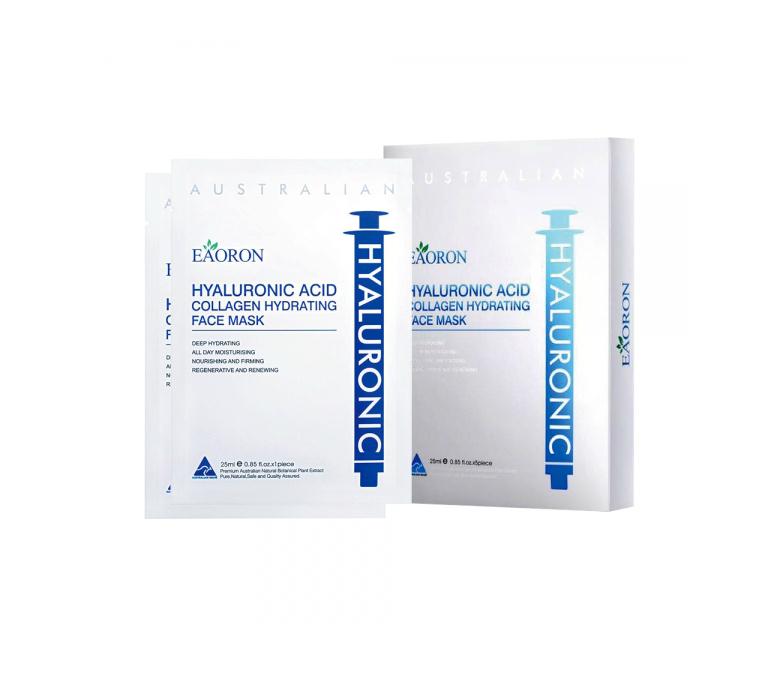 AUSTRALIAN
EAORON
HYALURONIC ACID
COLLAGEN HYDRATING
FACE MASK
DEEP HYDRATING
ALL DAY MOISTURISING
NOURISHING AND FIRMING
REGENERATIVE AND RENEWING
HYALURONIC
25ml e 0.85 fl.oz.x1piece
Premium Australian Natural Botanical Plant Extract
Pure,Natural,Safe and Quality Assured.
AUSTRALIAN
EAORON
HYALURONIC ACID
COLLAGEN HYDRATING
FACE MASK
HYALURONIC
25ml e 0.85 fl.oz.x5piece
EAORON